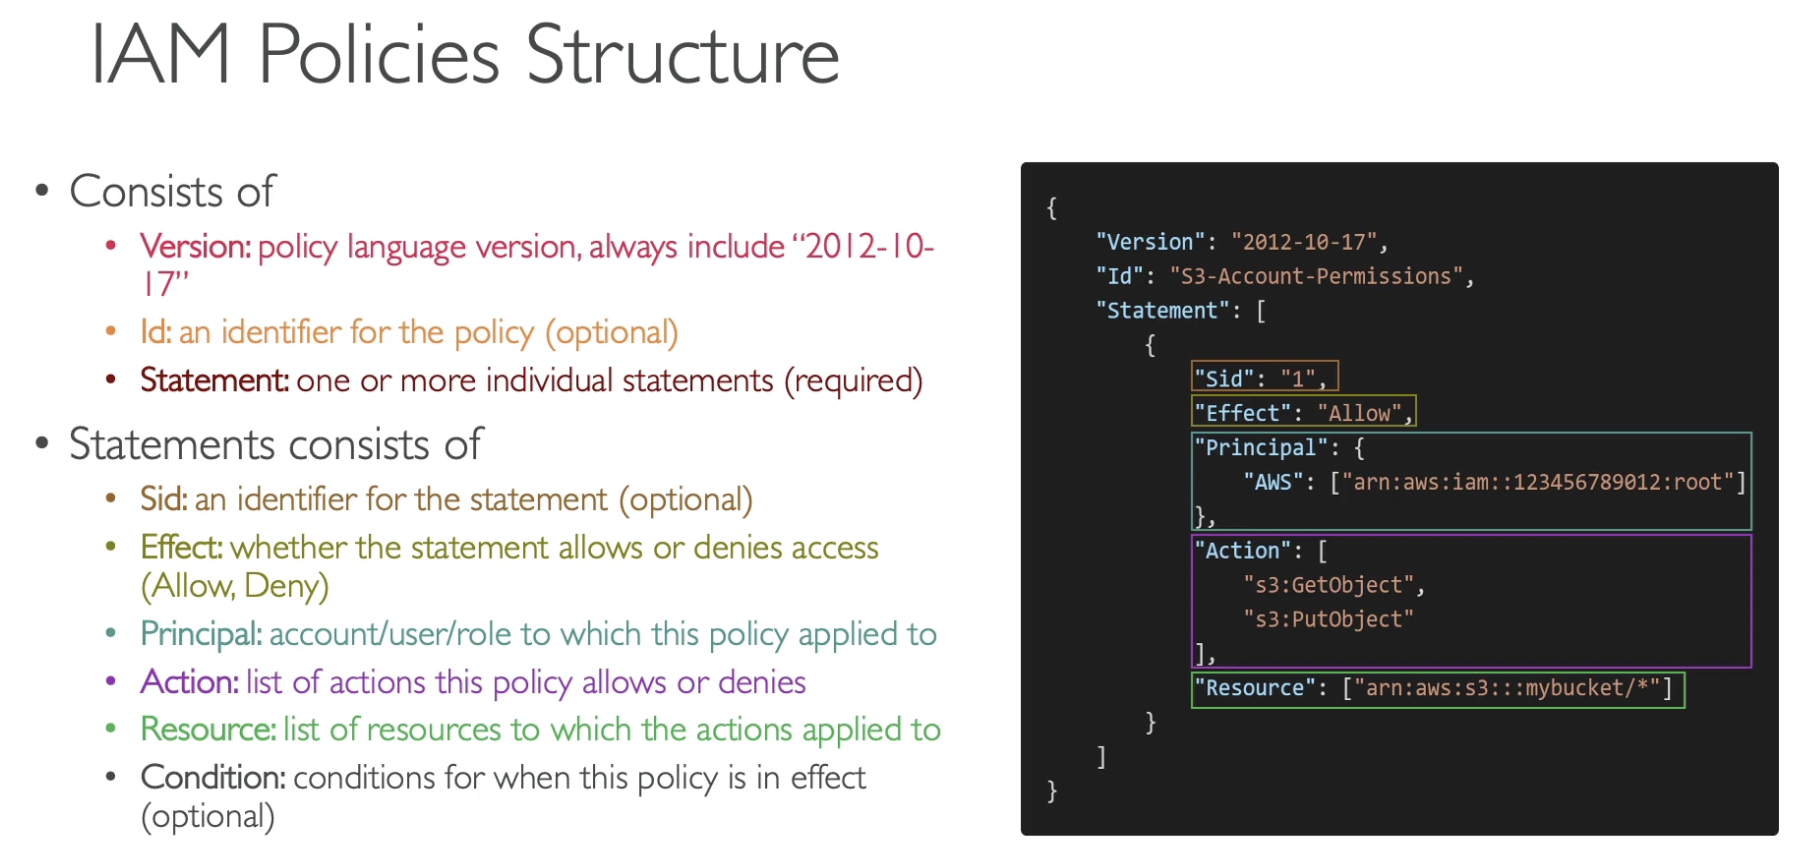 IAM Policies Structure
• Consists of
• Version: policy language version, always include “2012-10-
17”
• Id: an identifier for the policy (optional)
• Statement: one or more individual statements (required)
• Statements consists of
• Sid: an identifier for the statement (optional)
• Effect: whether the statement allows or denies access
(Allow, Deny)
• Principal: account/user/role to which this policy applied to
• Action: list of actions this policy allows or denies
• Resource: list of resources to which the actions applied to
• Condition: conditions for when this policy is in effect
(optional)
{
"Version": "2012-10-17",
"Id": "S3-Account-Permissions",
"Statement": [
{
"Sid": "1",
"Effect": "Allow",
"Principal": {
"AWS": ["arn:aws:iam::123456789012:root"]
},
"Action": [
"s3:GetObject",
"s3:PutObject"
],
"Resource": ["arn:aws:s3:::mybucket/*"]
}
]
}